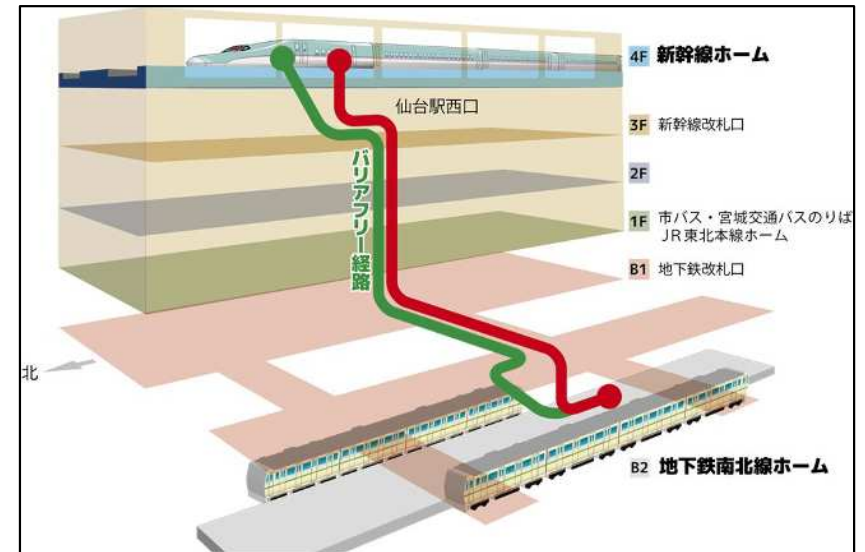 4F 新幹線ホーム
仙台駅西口
3F 新幹線改札口
バリアフリー経路
2F
1F 市バス・宮城交通バスのりば
JR東北本線ホーム
B1 地下鉄改札口
北
B2 地下鉄南北線ホーム